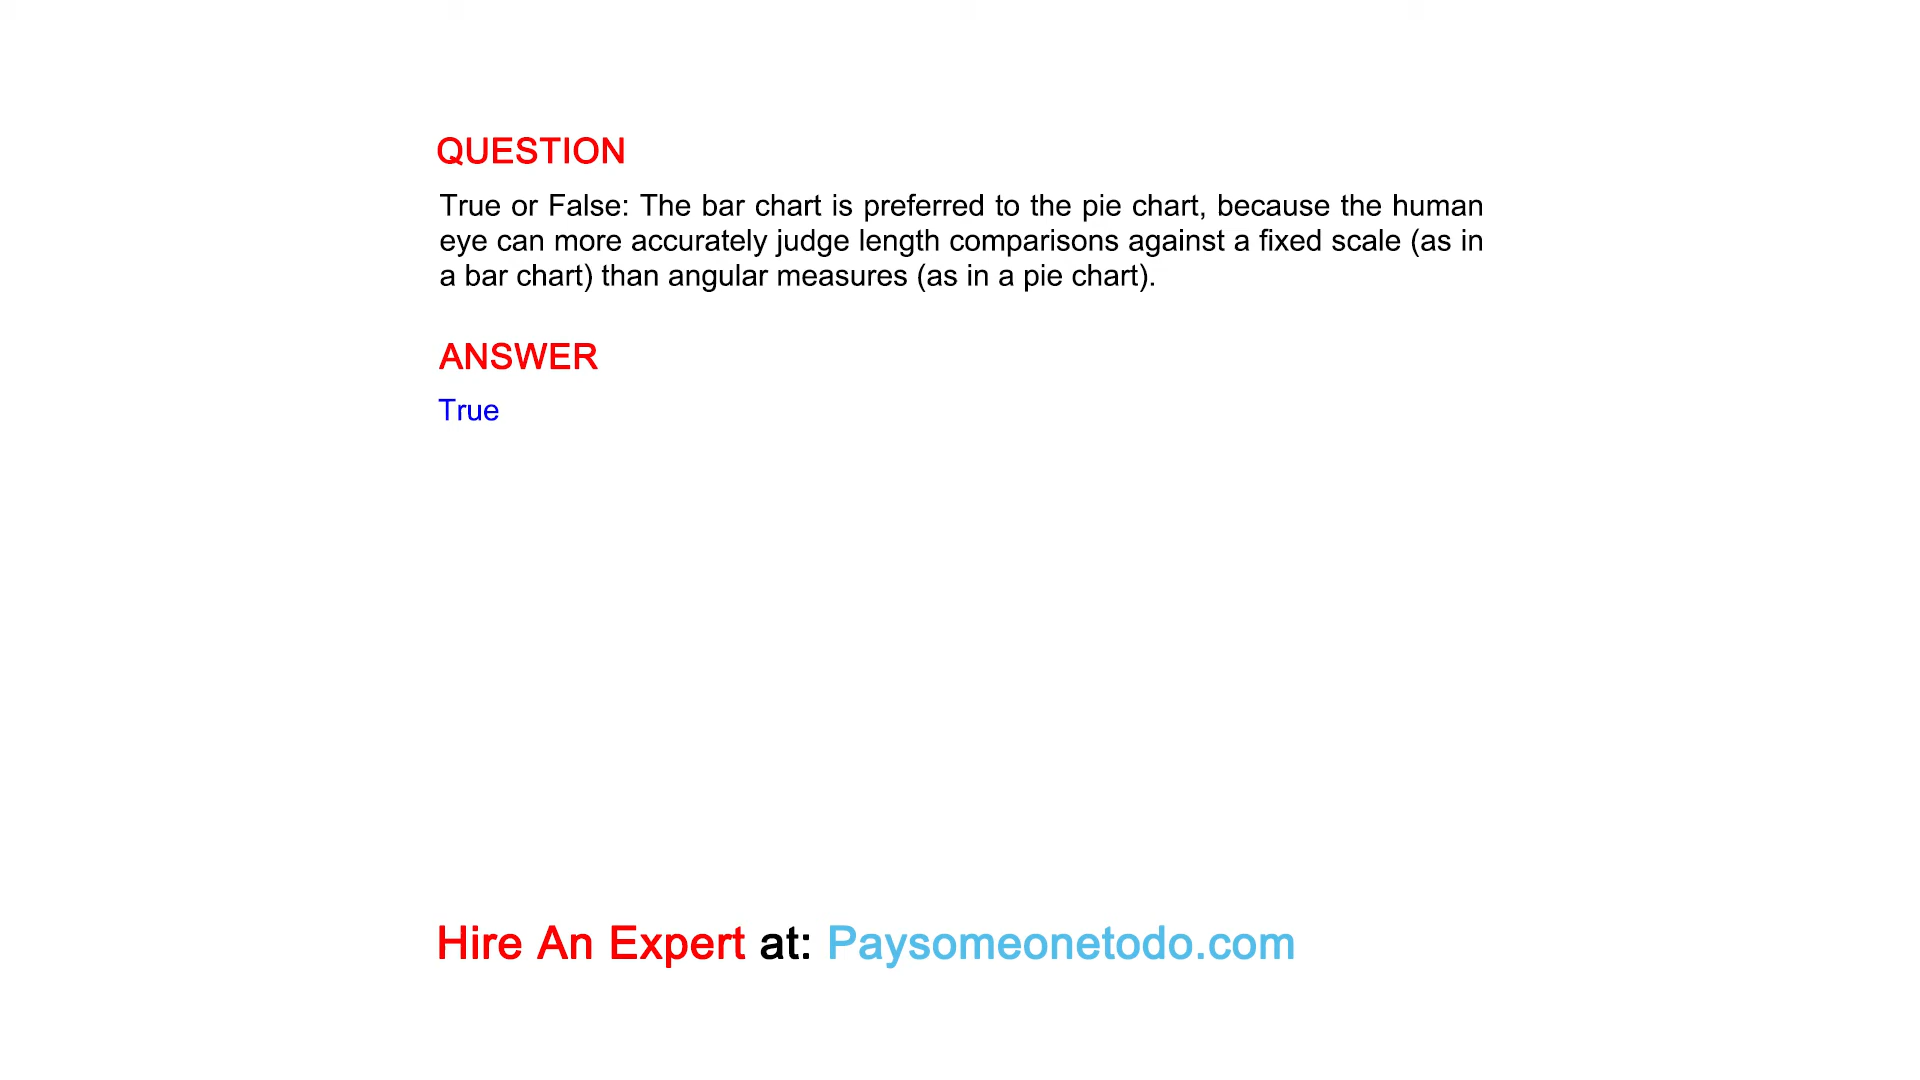 QUESTION
True or False: The bar chart is preferred to the pie chart, because the human
eye can more accurately judge length comparisons against a fixed scale (as in
a bar chart) than angular measures (as in a pie chart).
ANSWER
True
Hire An Expert at: Paysomeonetodo.com